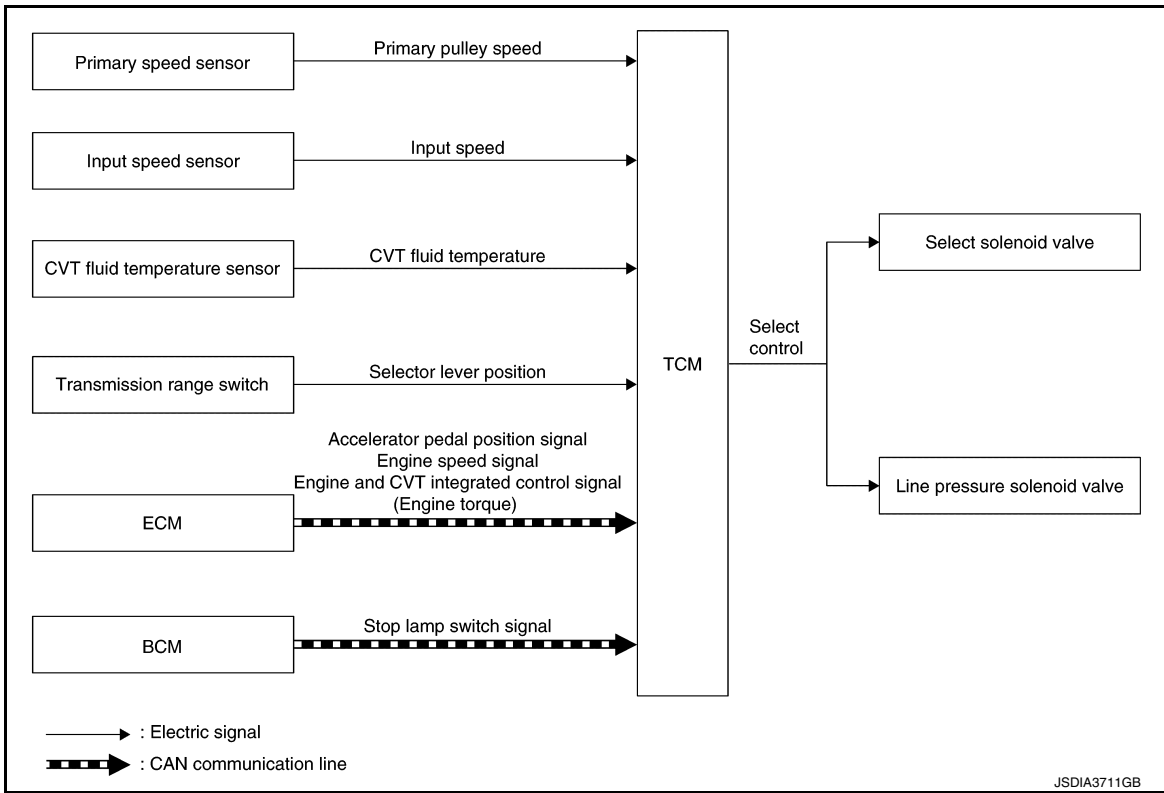 Primary speed sensor
Primary pulley speed
Input speed sensor
Input speed
CVT fluid temperature sensor
CVT fluid temperature
Transmission range switch
Selector lever position
ECM
Accelerator pedal position signal
Engine speed signal
Engine and CVT integrated control signal
(Engine torque)
BCM
Stop lamp switch signal
TCM
Select
control
Select solenoid valve
Line pressure solenoid valve
: Electric signal
: CAN communication line
JSDIA3711GB